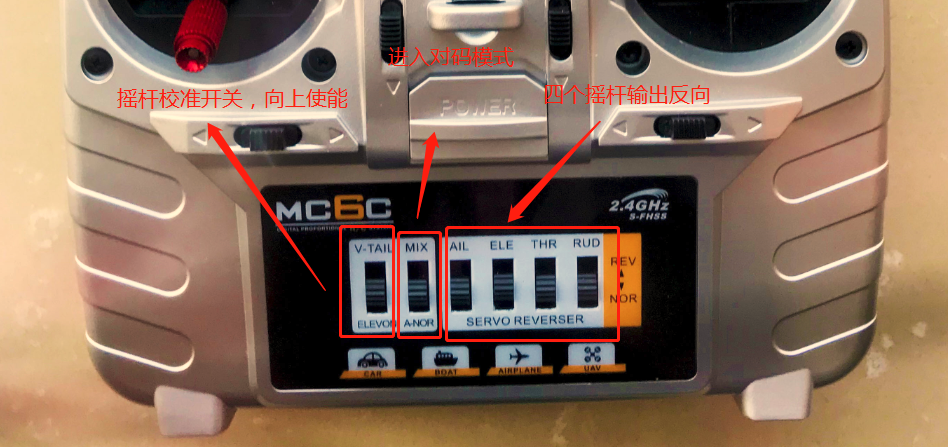 进入对码模式
POWER
摇杆校准开关，向上使能
四个摇杆输出反向
MC6C
2.4GHz
S-FHSS
DIGITAL PROPORTIONAL
V-TAIL MIX AIL ELE THR RUD
REV
NOR
ELEVON A-NOR SERVO REVERSER
CAR BOAT AIRPLANE UAV